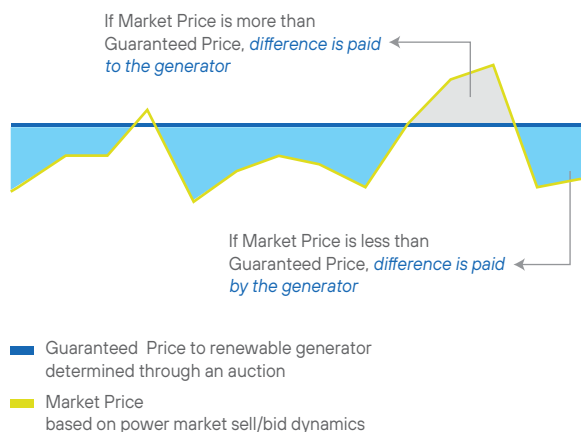 If Market Price is more than
Guaranteed Price, difference is paid
to the generator
If Market Price is less than
Guaranteed Price, difference is paid
by the generator
Guaranteed  Price to renewable generator
determined through an auction
Market Price
based on power market sell/bid dynamics